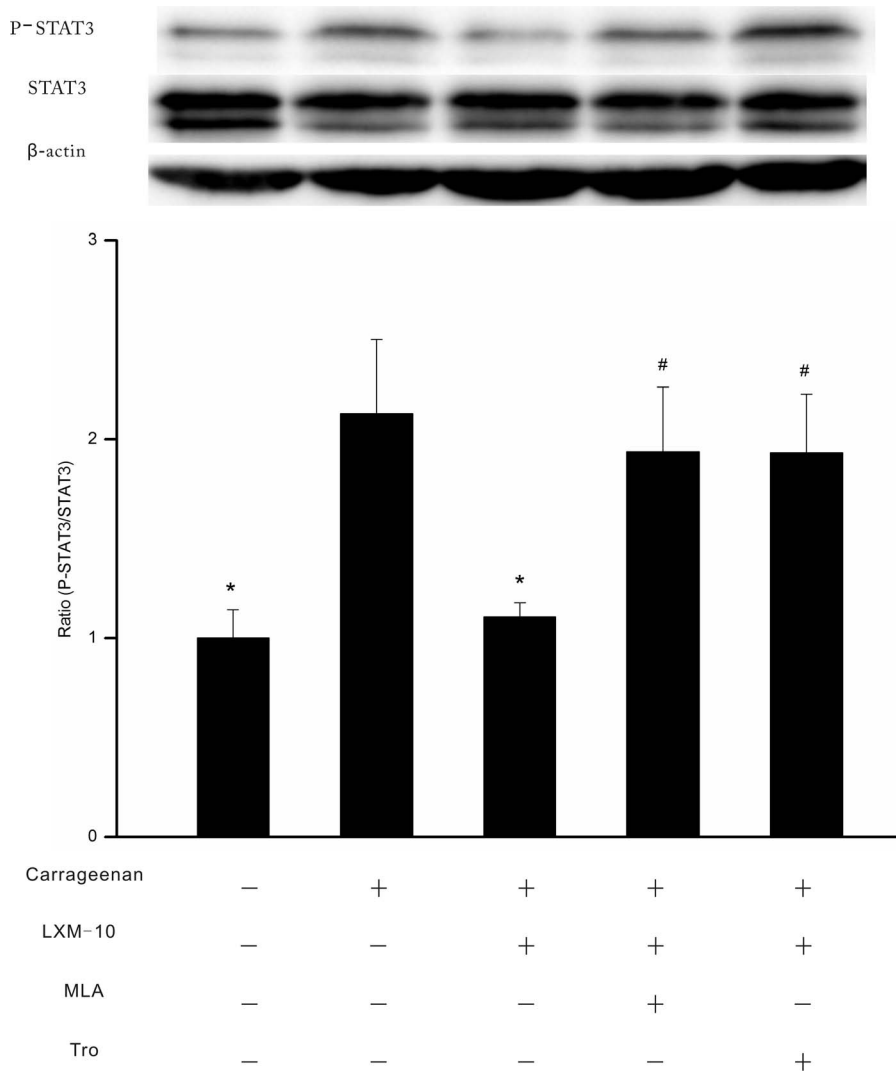 P-STAT3
STAT3
β-actin
3
2
1
0
Ratio (P-STAT3/STAT3)
* * # #
Carrageenan − + + + +
LXM-10 − − + + +
MLA − − − + −
Tro − − − − +